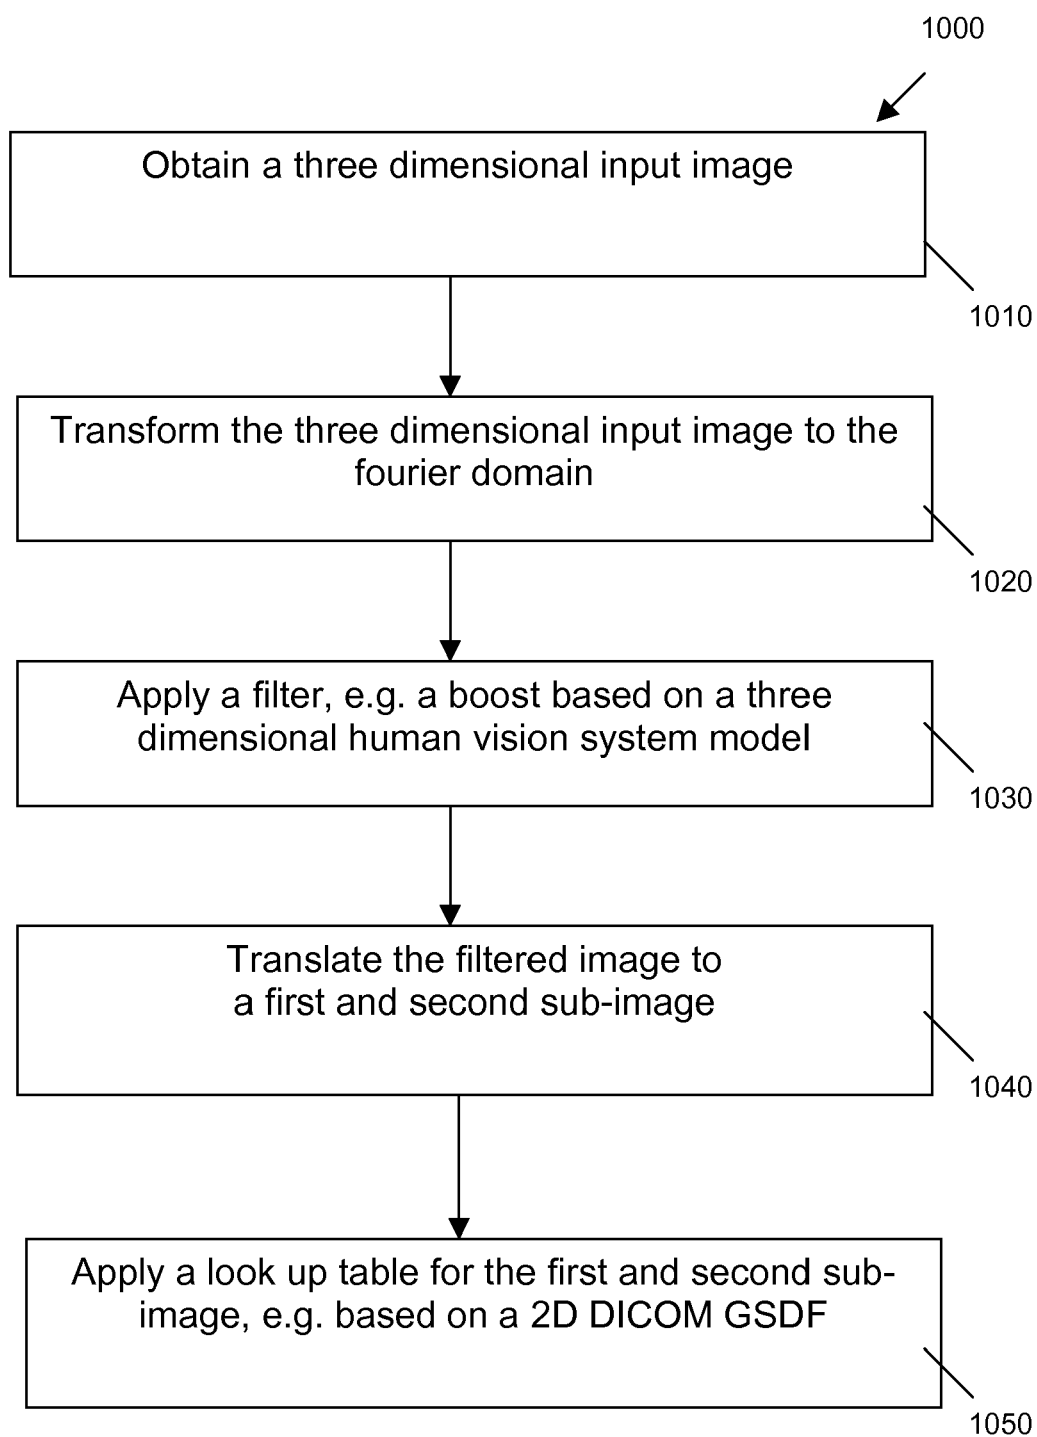 1000
Obtain a three dimensional input image
1010
Transform the three dimensional input image to the
fourier domain
1020
Apply a filter, e.g. a boost based on a three
dimensional human vision system model
1030
Translate the filtered image to
a first and second sub-image
1040
Apply a look up table for the first and second sub-
image, e.g. based on a 2D DICOM GSDF
1050